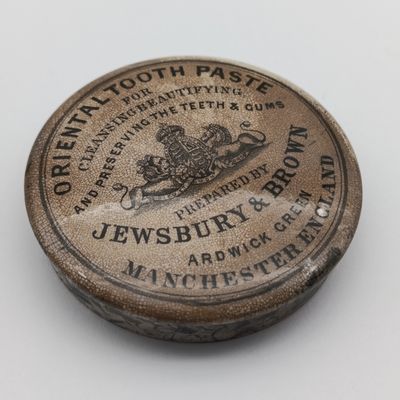 ORIENTAL TOOTH PASTE
FOR
CLEANSING BEAUTIFYING
AND PRESERVING THE TEETH & GUMS
PREPARED BY
JEWSBURY & BROWN
ARDWICK GREEN
MANCHESTER ENGLAND